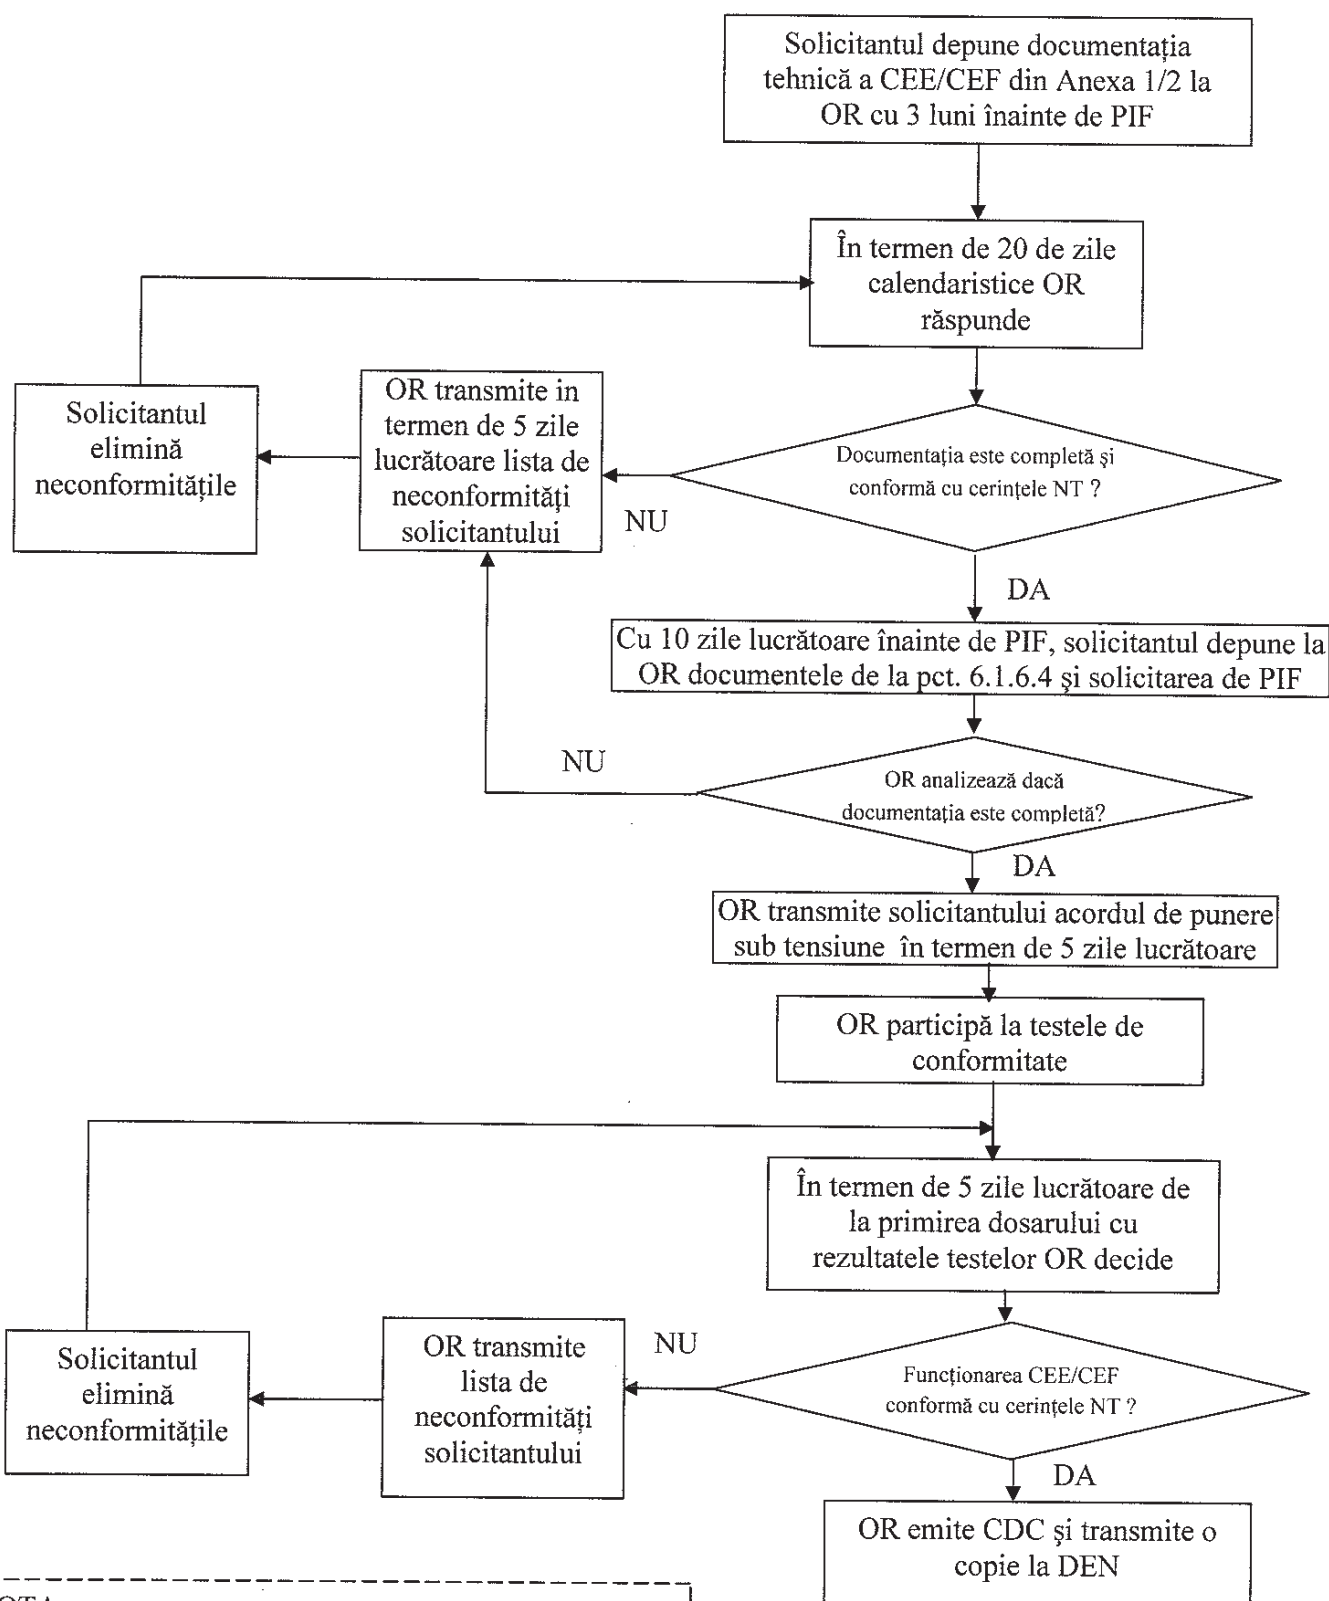 Solicitantul depune documentația
tehnică a CEE/CEF din Anexa 1/2 la
OR cu 3 luni înainte de PIF
În termen de 20 de zile
calendaristice OR
răspunde
Solicitantul
elimină
neconformitățile
OR transmite in
termen de 5 zile
lucrătoare lista de
neconformități
solicitantului
NU
Documentația este completă și
conformă cu cerințele NT ?
DA
Cu 10 zile lucrătoare înainte de PIF, solicitantul depune la
OR documentele de la pct. 6.1.6.4 și solicitarea de PIF
NU
OR analizează dacă
documentația este completă?
DA
OR transmite solicitantului acordul de punere
sub tensiune în termen de 5 zile lucrătoare
OR participă la testele de
conformitate
În termen de 5 zile lucrătoare de
la primirea dosarului cu
rezultatele testelor OR decide
Solicitantul
elimină
neconformitățile
OR transmite
lista de
neconformități
solicitantului
NU
Funcționarea CEE/CEF
conformă cu cerințele NT ?
DA
OR emite CDC și transmite o
copie la DEN